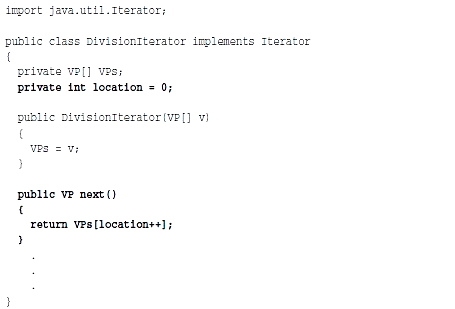 import java.util.Iterator;
public class DivisionIterator implements Iterator
{
private VP[] VPs;
private int location = 0;
public DivisionIterator(VP[] v)
{
VPs = v;
}
public VP next()
{
return VPs[location++];
}
.
.
.
}